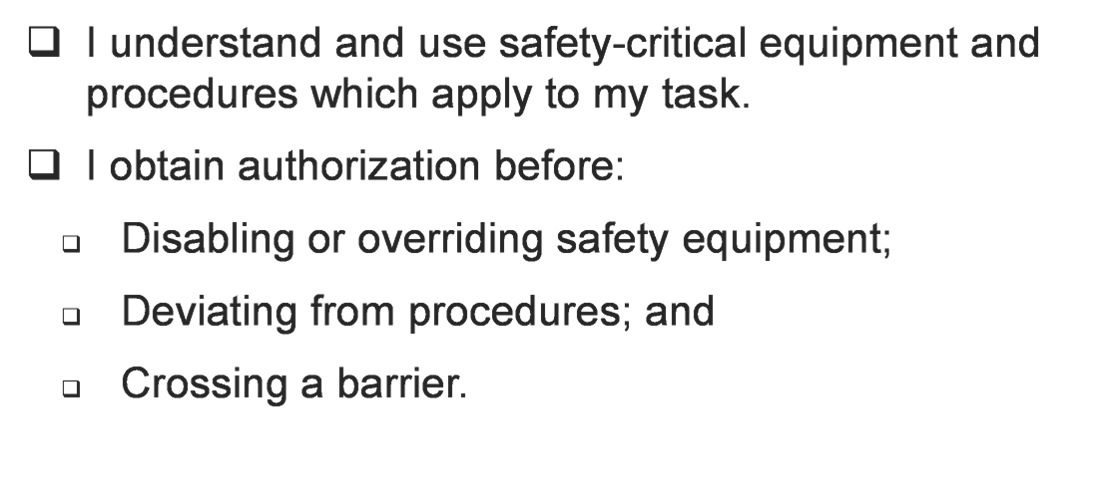 ❑ I understand and use safety-critical equipment and
procedures which apply to my task.
❑ I obtain authorization before:
❑ Disabling or overriding safety equipment;
❑ Deviating from procedures; and
❑ Crossing a barrier.